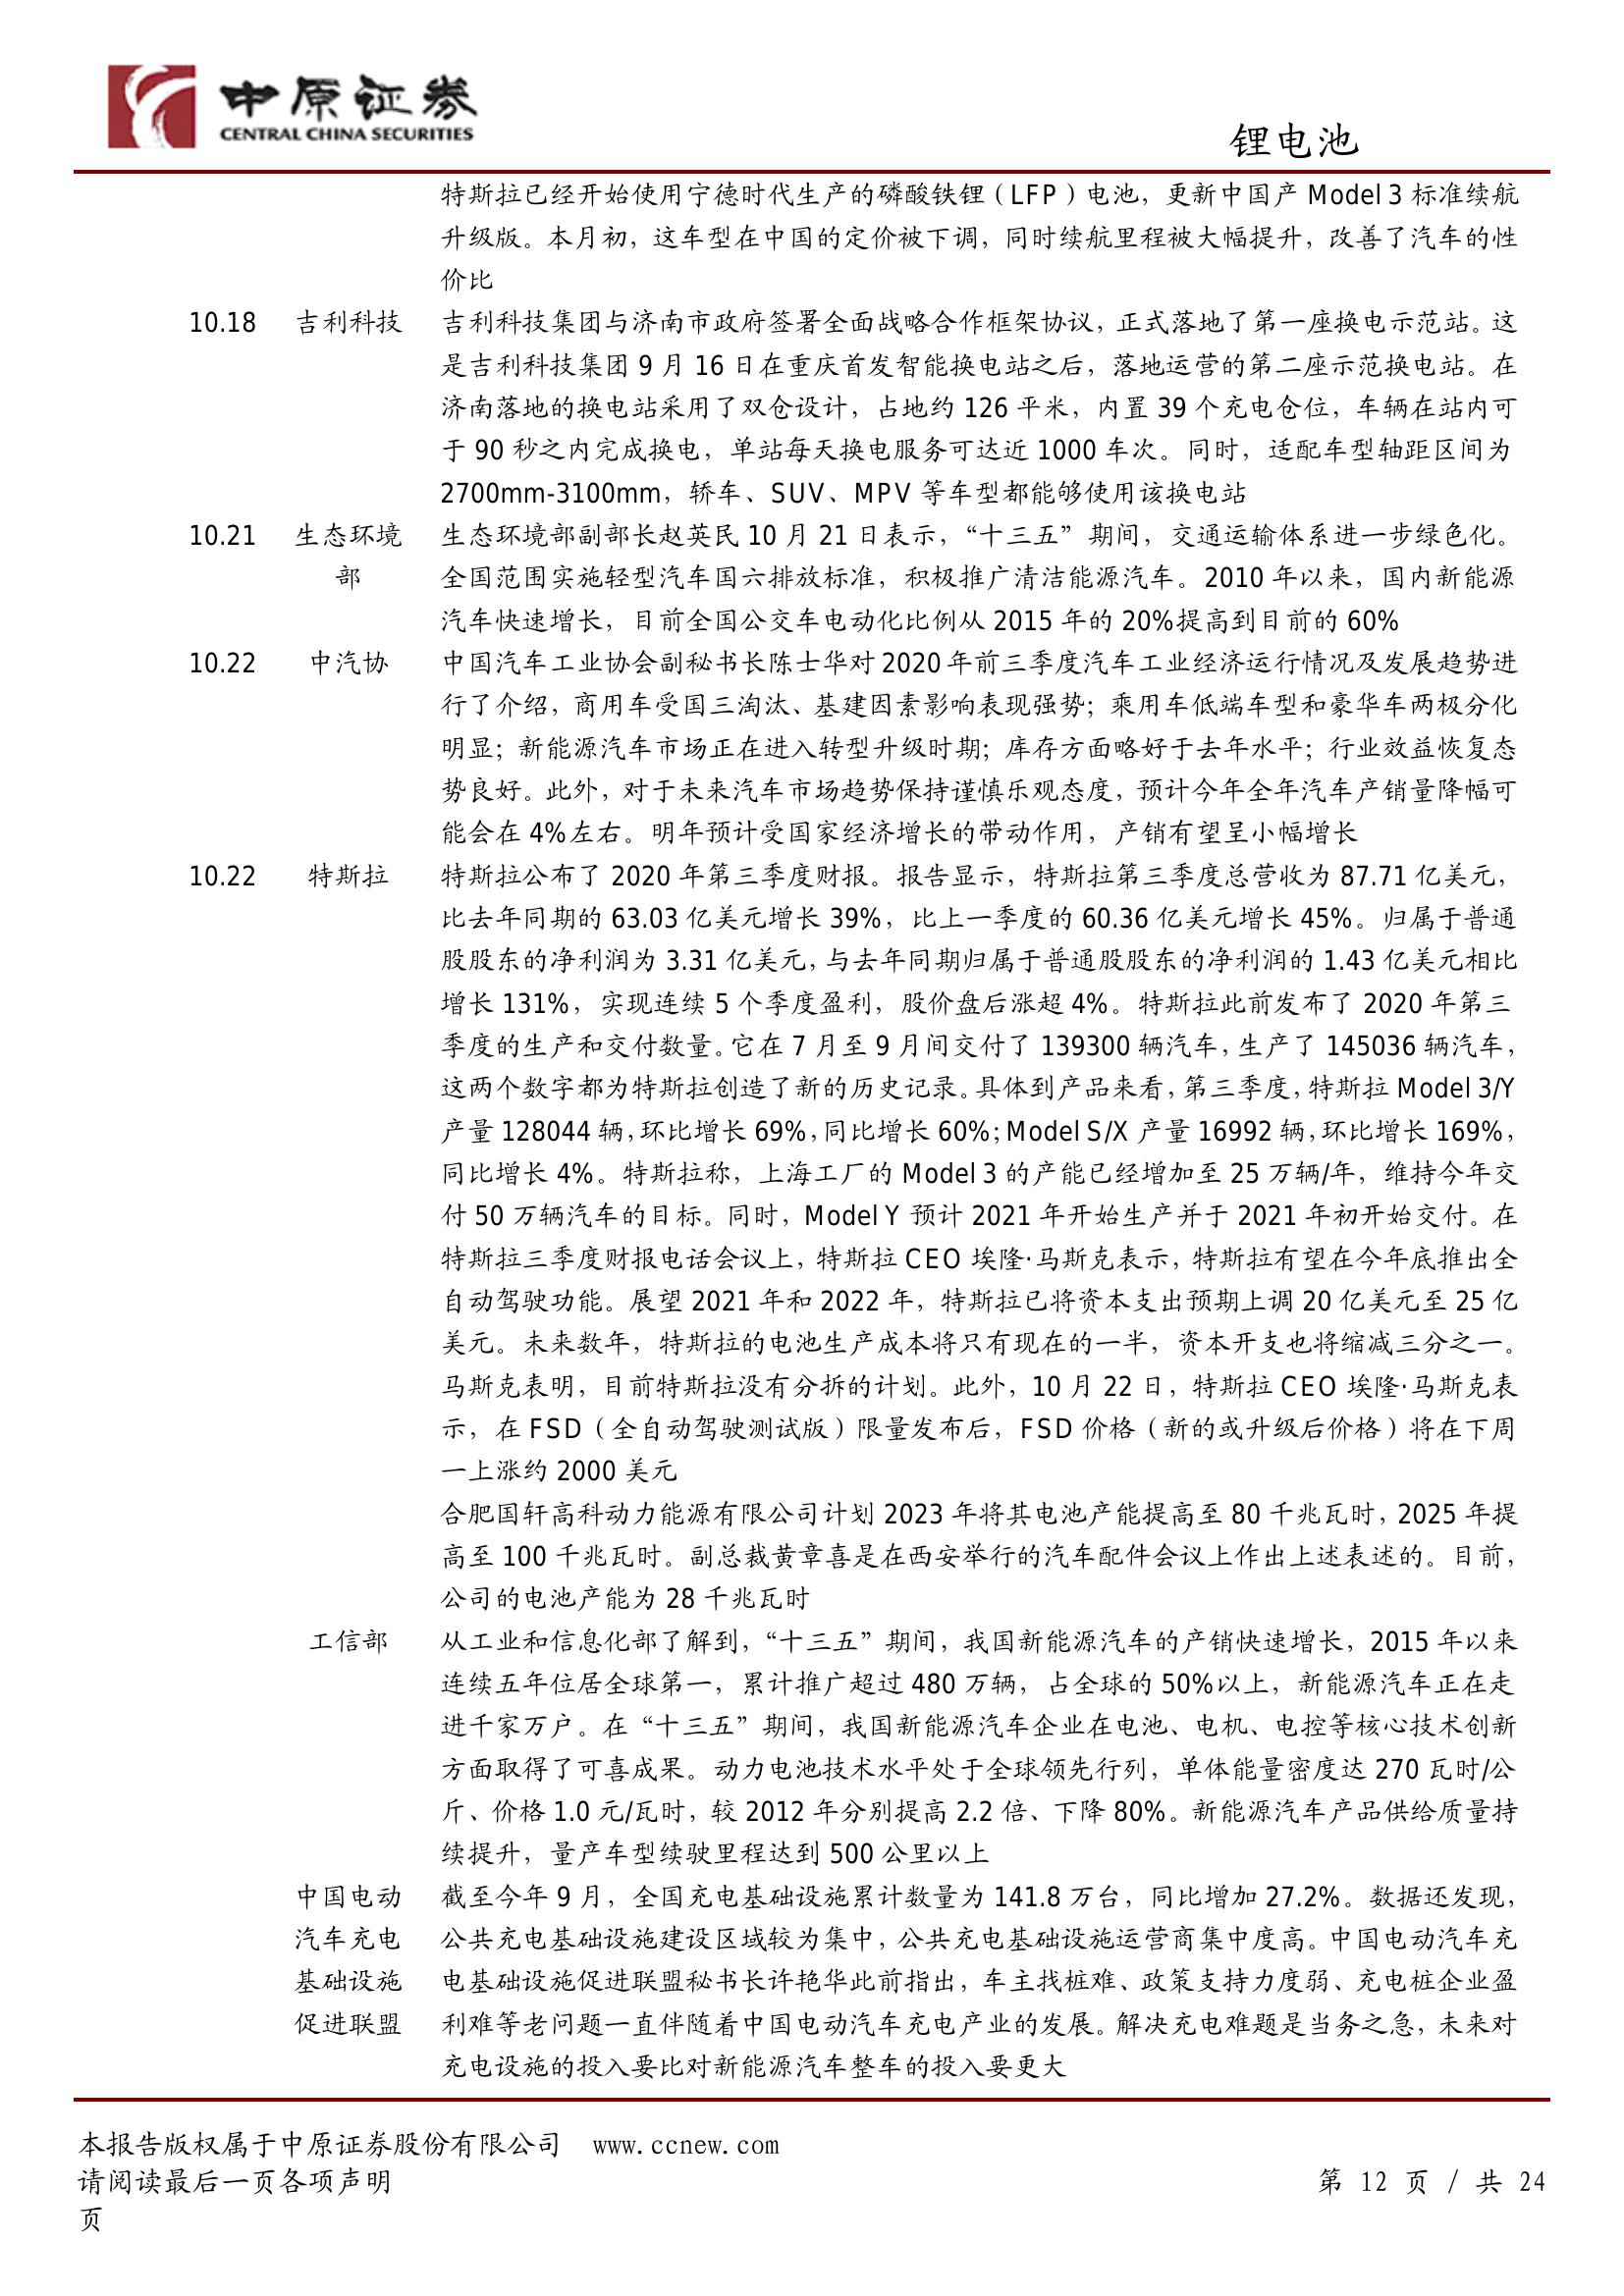 中原证券
CENTRAL CHINA SECURITIES
锂电池
特斯拉已经开始使用宁德时代生产的磷酸铁锂（LFP）电池，更新中国产 Model 3 标准续航
升级版。本月初，这车型在中国的定价被下调，同时续航里程被大幅提升，改善了汽车的性
价比
10.18 吉利科技 吉利科技集团与济南市政府签署全面战略合作框架协议，正式落地了第一座换电示范站。这
是吉利科技集团 9 月 16 日在重庆首发智能换电站之后，落地运营的第二座示范换电站。在
济南落地的换电站采用了双仓设计，占地约 126 平米，内置 39 个充电仓位，车辆在站内可
于 90 秒之内完成换电，单站每天换电服务可达近 1000 车次。同时，适配车型轴距区间为
2700mm-3100mm，轿车、SUV、MPV 等车型都能够使用该换电站
10.21 生态环境 生态环境部副部长赵英民 10 月 21 日表示，“十三五”期间，交通运输体系进一步绿色化。
部 全国范围实施轻型汽车国六排放标准，积极推广清洁能源汽车。2010 年以来，国内新能源
汽车快速增长，目前全国公交车电动化比例从 2015 年的 20%提高到目前的 60%
10.22 中汽协 中国汽车工业协会副秘书长陈士华对 2020 年前三季度汽车工业经济运行情况及发展趋势进
行了介绍，商用车受国三淘汰、基建因素影响表现强势；乘用车低端车型和豪华车两极分化
明显；新能源汽车市场正在进入转型升级时期；库存方面略好于去年水平；行业效益恢复态
势良好。此外，对于未来汽车市场趋势保持谨慎乐观态度，预计今年全年汽车产销量降幅可
能会在 4%左右。明年预计受国家经济增长的带动作用，产销有望呈小幅增长
10.22 特斯拉 特斯拉公布了 2020 年第三季度财报。报告显示，特斯拉第三季度总营收为 87.71 亿美元，
比去年同期的 63.03 亿美元增长 39%，比上一季度的 60.36 亿美元增长 45%。归属于普通
股股东的净利润为 3.31 亿美元，与去年同期归属于普通股股东的净利润的 1.43 亿美元相比
增长 131%，实现连续 5 个季度盈利，股价盘后涨超 4%。特斯拉此前发布了 2020 年第三
季度的生产和交付数量。它在 7 月至 9 月间交付了 139300 辆汽车，生产了 145036 辆汽车，
这两个数字都为特斯拉创造了新的历史记录。具体到产品来看，第三季度，特斯拉 Model 3/Y
产量 128044 辆，环比增长 69%，同比增长 60%；Model S/X 产量 16992 辆，环比增长 169%，
同比增长 4%。特斯拉称，上海工厂的 Model 3 的产能已经增加至 25 万辆/年，维持今年交
付 50 万辆汽车的目标。同时，Model Y 预计 2021 年开始生产并于 2021 年初开始交付。在
特斯拉三季度财报电话会议上，特斯拉 CEO 埃隆·马斯克表示，特斯拉有望在今年底推出全
自动驾驶功能。展望 2021 年和 2022 年，特斯拉已将资本支出预期上调 20 亿美元至 25 亿
美元。未来数年，特斯拉的电池生产成本将只有现在的一半，资本开支也将缩减三分之一。
马斯克表明，目前特斯拉没有分拆的计划。此外，10 月 22 日，特斯拉 CEO 埃隆·马斯克表
示，在 FSD（全自动驾驶测试版）限量发布后，FSD 价格（新的或升级后价格）将在下周
一上涨约 2000 美元
合肥国轩高科动力能源有限公司计划 2023 年将其电池产能提高至 80 千兆瓦时，2025 年提
高至 100 千兆瓦时。副总裁黄章喜是在西安举行的汽车配件会议上作出上述表述的。目前，
公司的电池产能为 28 千兆瓦时
工信部 从工业和信息化部了解到，“十三五”期间，我国新能源汽车的产销快速增长，2015 年以来
连续五年位居全球第一，累计推广超过 480 万辆，占全球的 50%以上，新能源汽车正在走
进千家万户。在“十三五”期间，我国新能源汽车企业在电池、电机、电控等核心技术创新
方面取得了可喜成果。动力电池技术水平处于全球领先行列，单体能量密度达 270 瓦时/公
斤、价格 1.0 元/瓦时，较 2012 年分别提高 2.2 倍、下降 80%。新能源汽车产品供给质量持
续提升，量产车型续驶里程达到 500 公里以上
中国电动 截至今年 9 月，全国充电基础设施累计数量为 141.8 万台，同比增加 27.2%。数据还发现，
汽车充电 公共充电基础设施建设区域较为集中，公共充电基础设施运营商集中度高。中国电动汽车充
基础设施 电基础设施促进联盟秘书长许艳华此前指出，车主找桩难、政策支持力度弱、充电桩企业盈
促进联盟 利难等老问题一直伴随着中国电动汽车充电产业的发展。解决充电难题是当务之急，未来对
充电设施的投入要比对新能源汽车整车的投入要更大
本报告版权属于中原证券股份有限公司 www.ccnew.com
请阅读最后一页各项声明 第 12 页 / 共 24
页